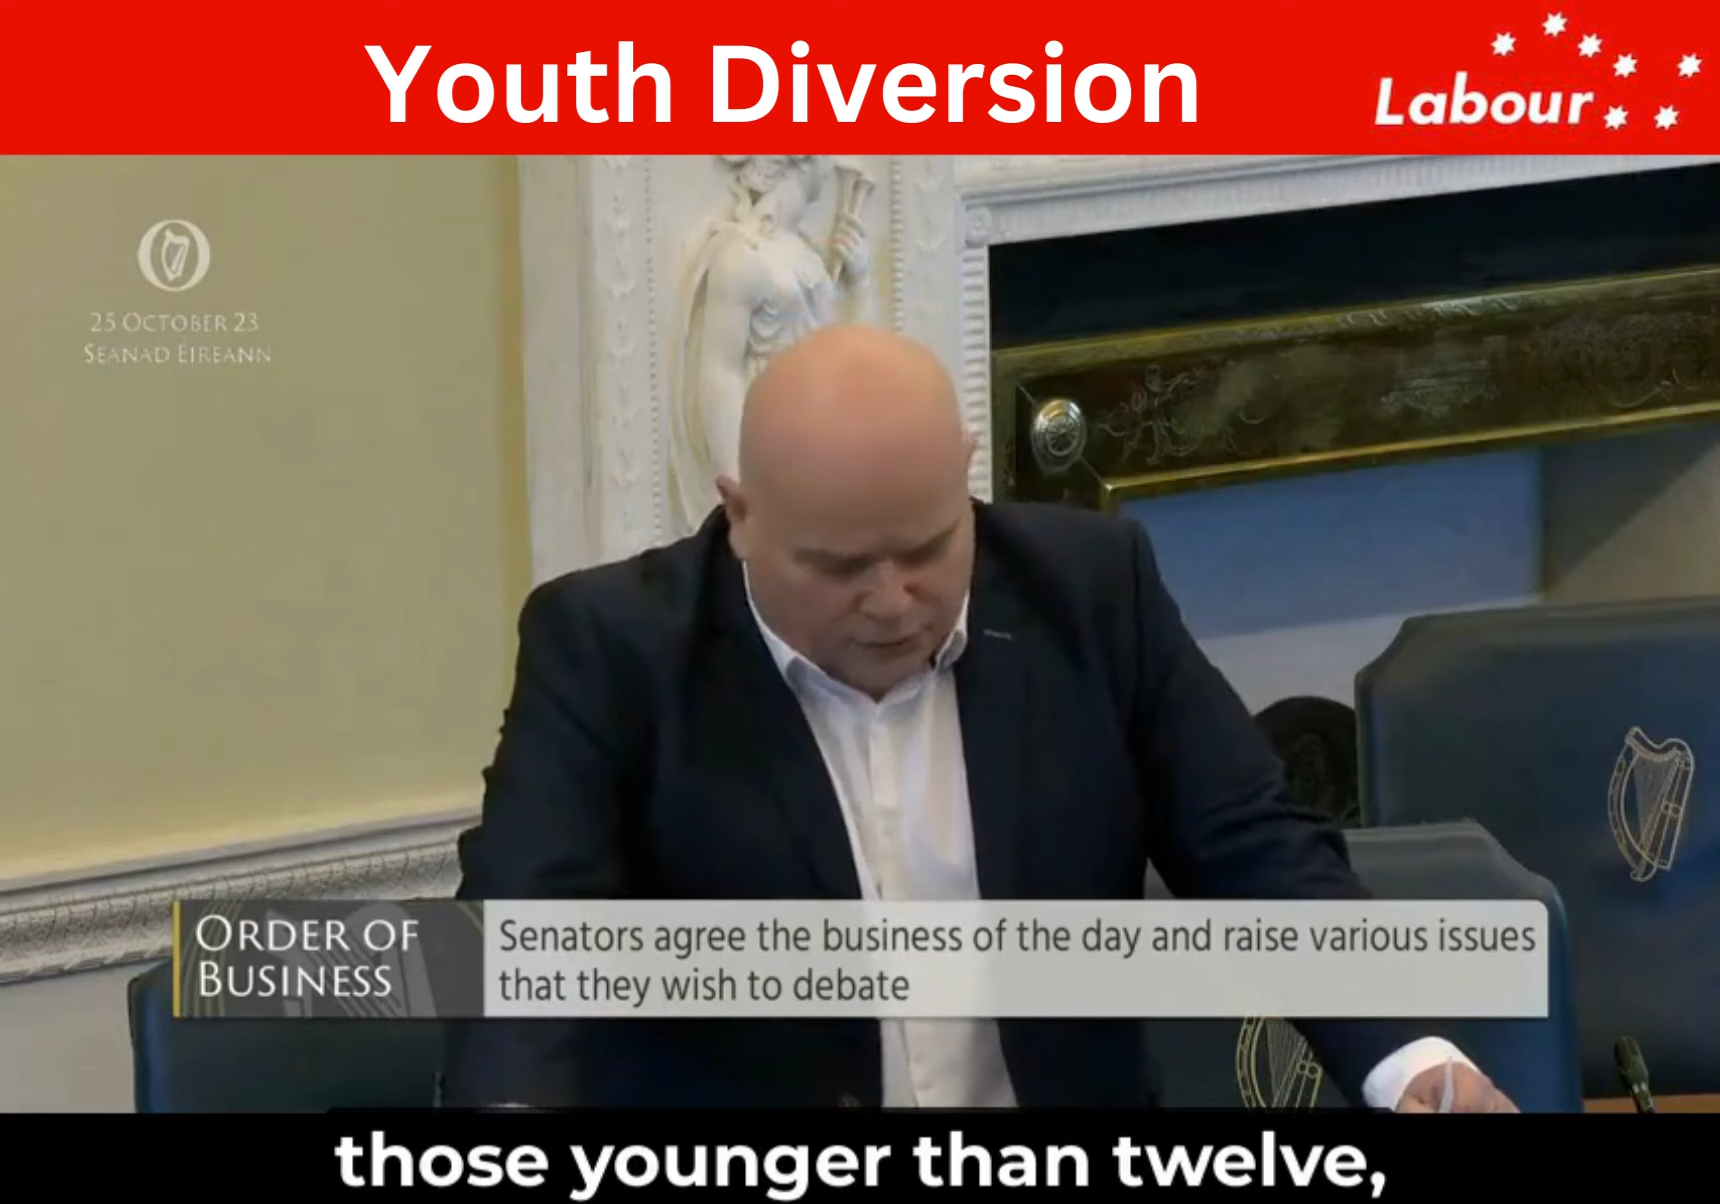 Youth Diversion
Labour
25 OCTOBER 23
SEANAD ÉIREANN
ORDER OF
BUSINESS
Senators agree the business of the day and raise various issues
that they wish to debate
those younger than twelve,